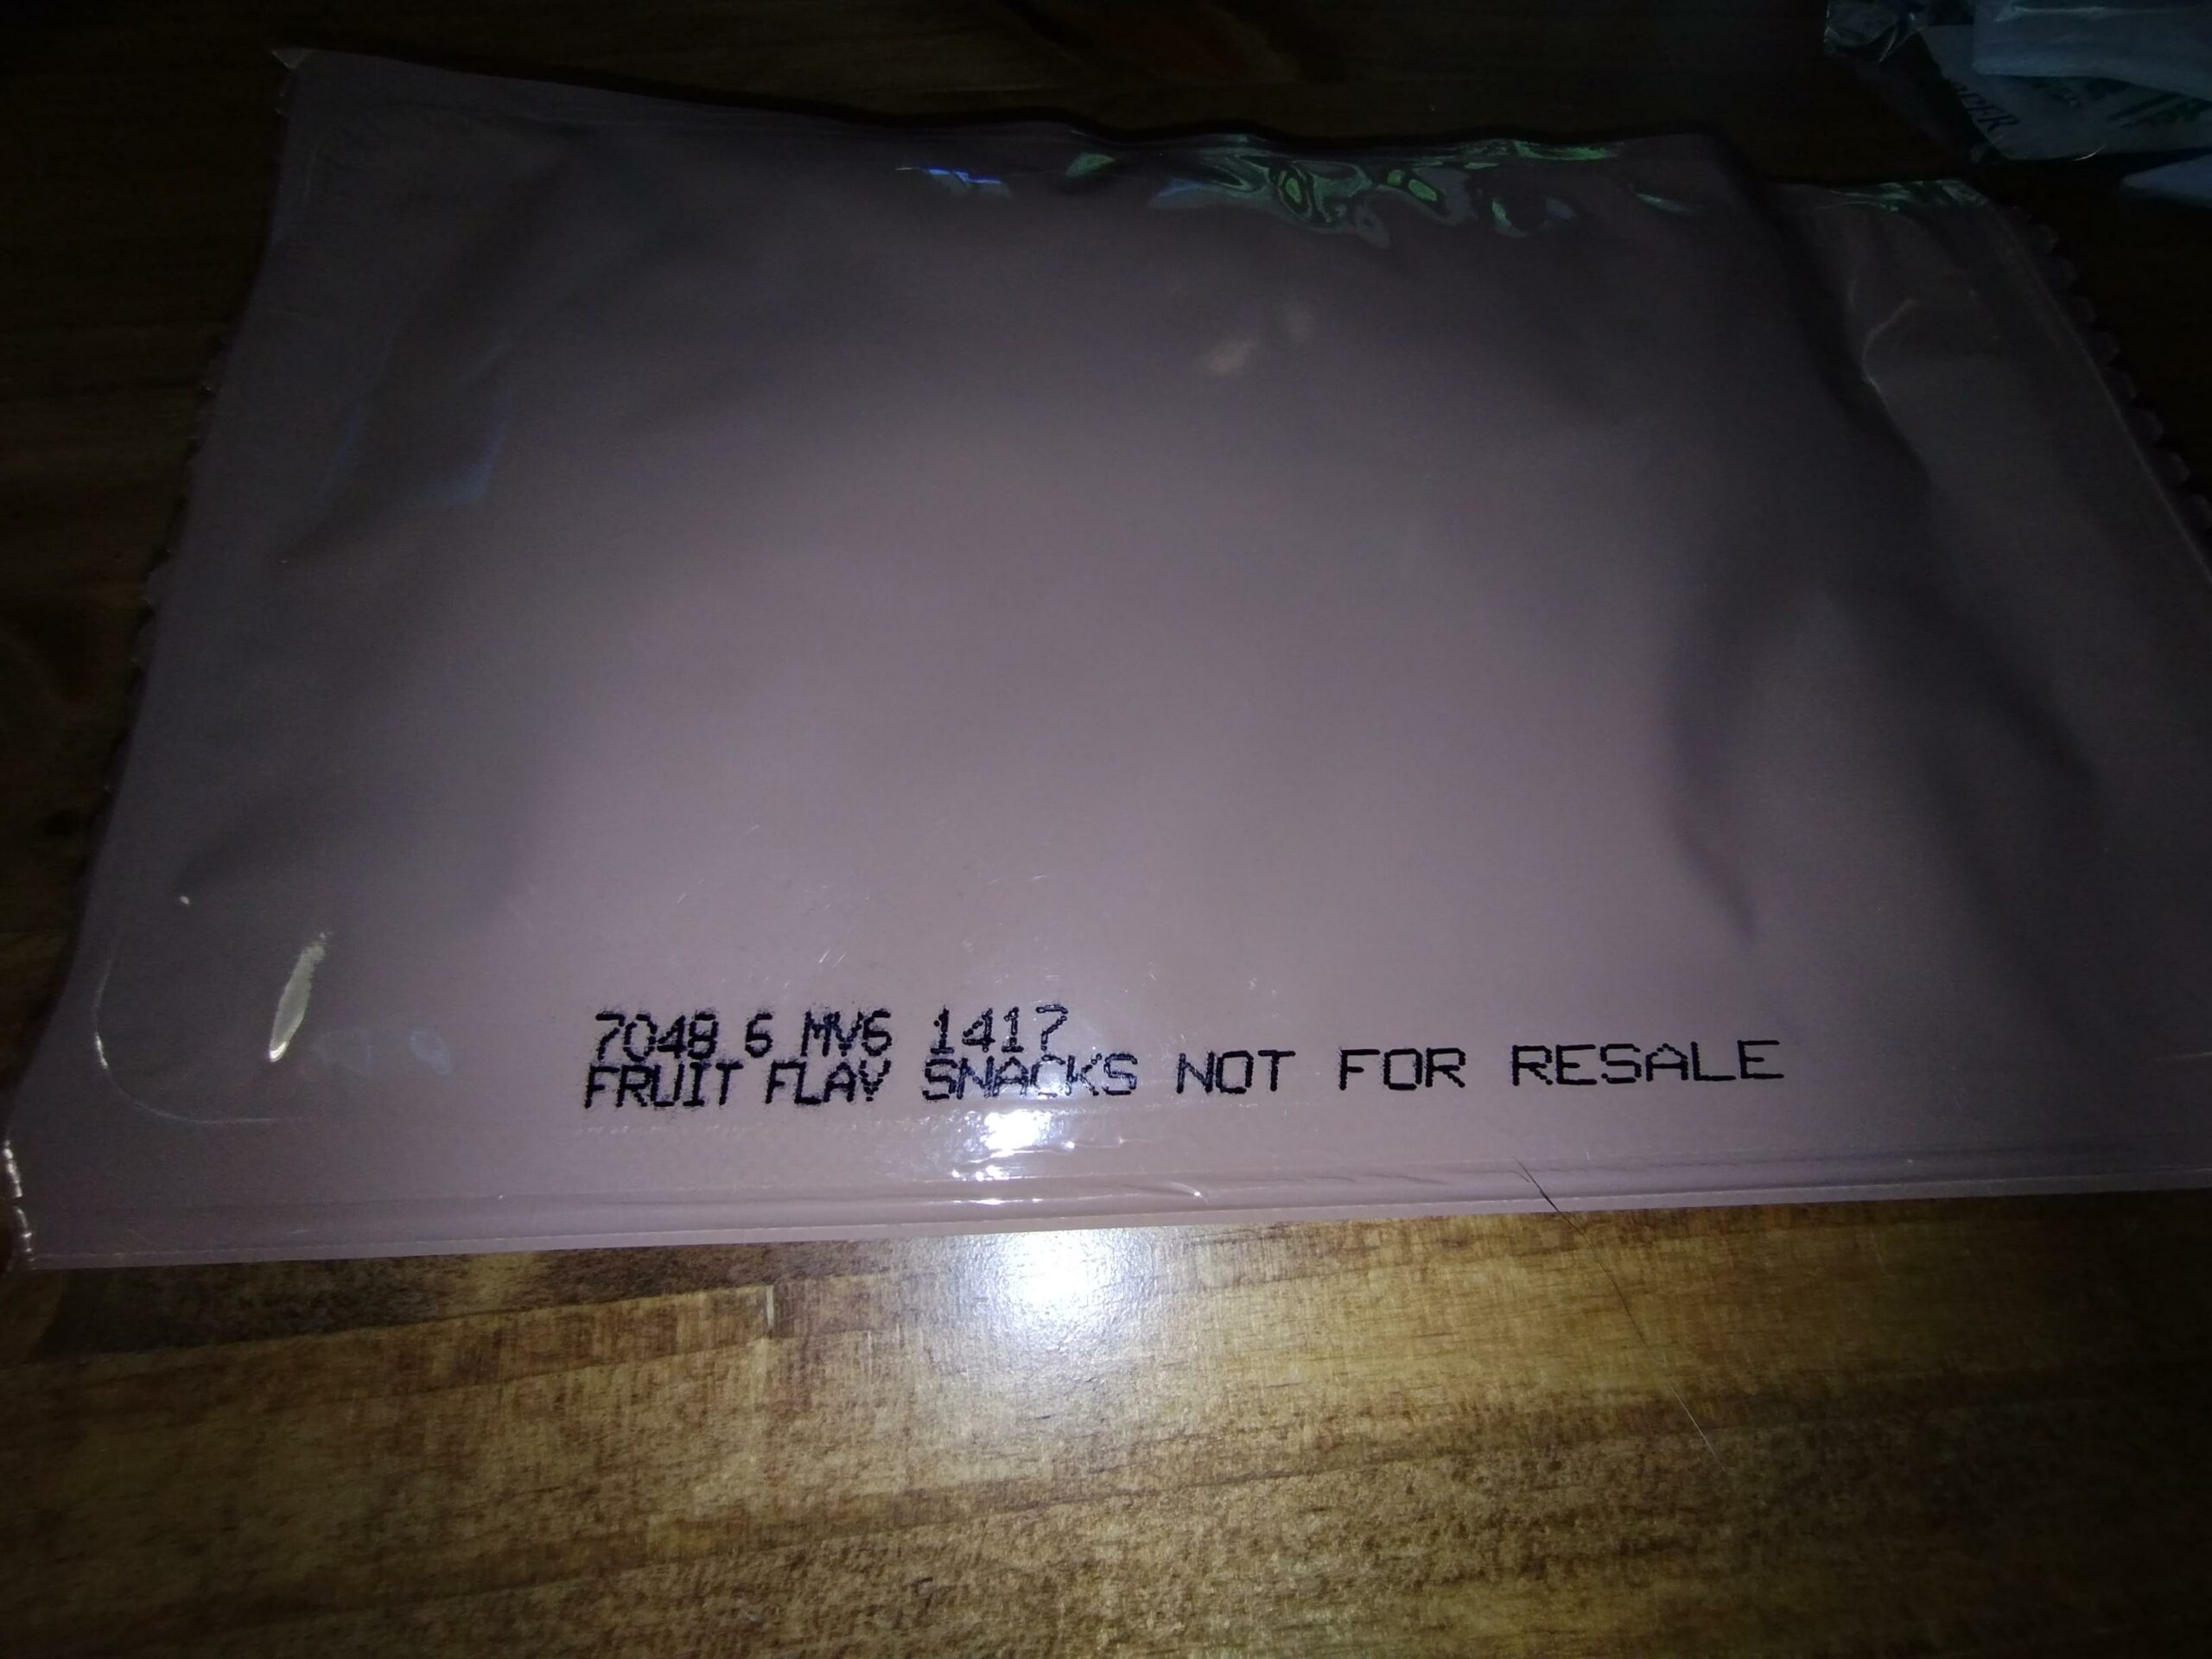 7048 6 MV6 1417
FRUIT FLAV SNACKS NOT FOR RESALE